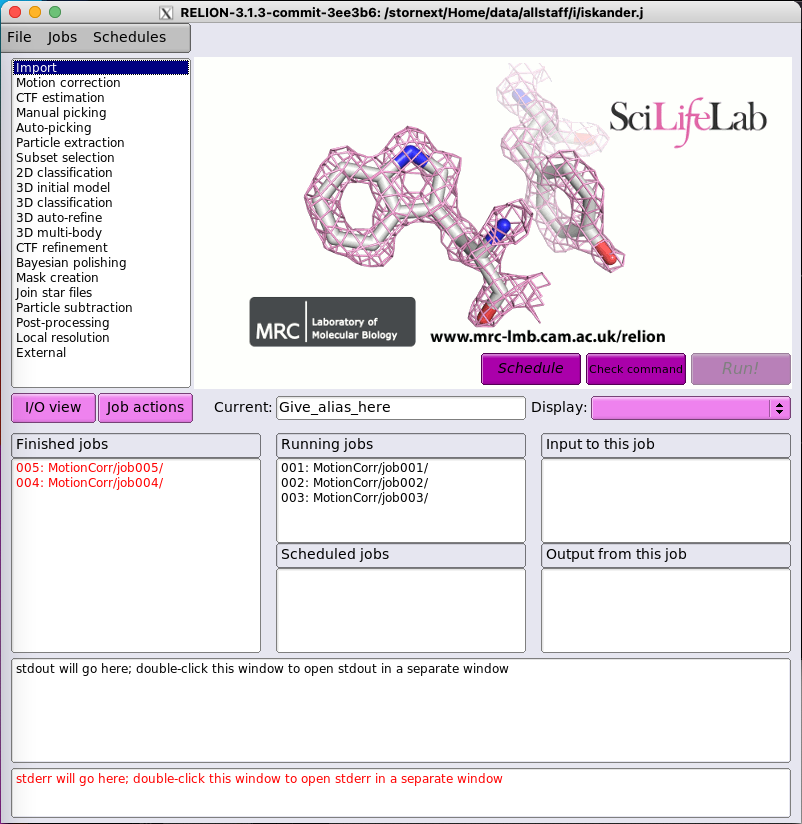 RELION-3.1.3-commit-3ee3b6: /stornext/Home/data/allstaff/i/iskander.j
File Jobs Schedules
Import
Motion correction
CTF estimation
Manual picking
Auto-picking
Particle extraction
Subset selection
2D classification
3D initial model
3D classification
3D auto-refine
3D multi-body
CTF refinement
Bayesian polishing
Mask creation
Join star files
Particle subtraction
Post-processing
Local resolution
External
SciLifeLab
MRC Laboratory of
Molecular Biology
www.mrc-lmb.cam.ac.uk/relion
Schedule Check command Run!
I/O view Job actions Current: Give_alias_here Display:
Finished jobs
005: MotionCorr/job005/
004: MotionCorr/job004/
Running jobs
001: MotionCorr/job001/
002: MotionCorr/job002/
003: MotionCorr/job003/
Scheduled jobs
Input to this job
Output from this job
stdout will go here; double-click this window to open stdout in a separate window
stderr will go here; double-click this window to open stderr in a separate window